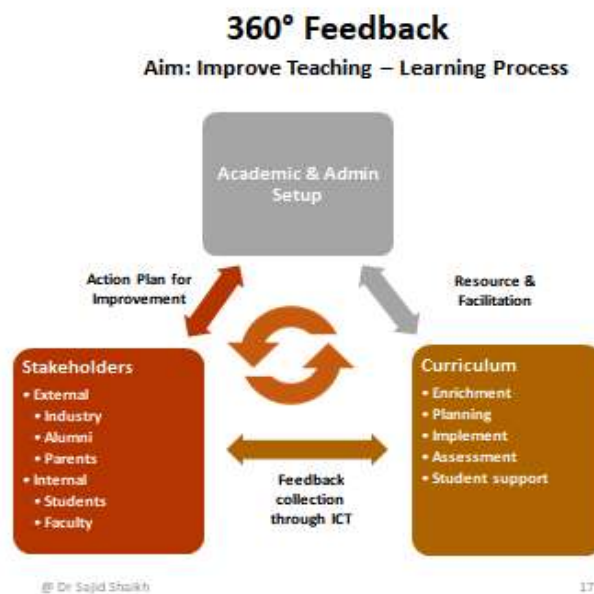 360° Feedback
Aim: Improve Teaching – Learning Process
Academic & Admin
Setup
Action Plan for
Improvement
Resource &
Facilitation
Stakeholders
• External
• Industry
• Alumni
• Parents
• Internal
• Students
• Faculty
Curriculum
• Enrichment
• Planning
• Implement
• Assessment
• Student support
Feedback
collection
through ICT
@ Dr Sajid Shaikh
17